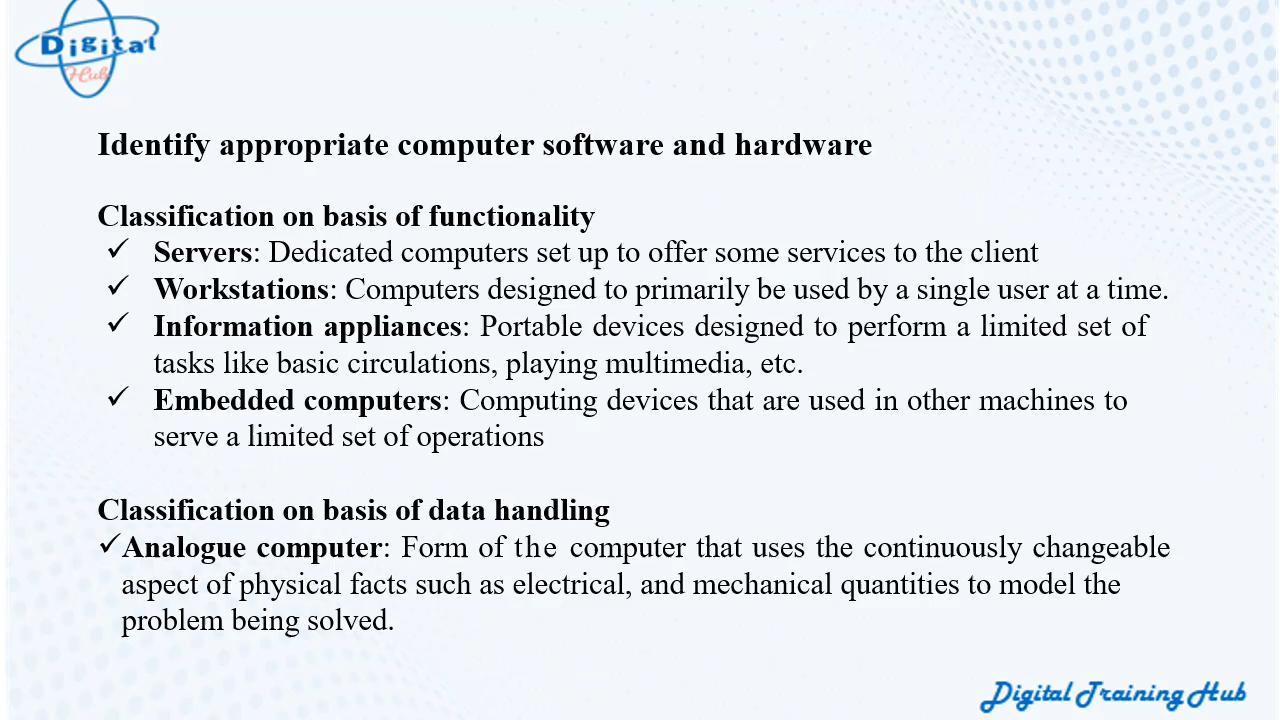 Digital
Hub
Identify appropriate computer software and hardware
Classification on basis of functionality
✓ Servers: Dedicated computers set up to offer some services to the client
✓ Workstations: Computers designed to primarily be used by a single user at a time.
✓ Information appliances: Portable devices designed to perform a limited set of
tasks like basic circulations, playing multimedia, etc.
✓ Embedded computers: Computing devices that are used in other machines to
serve a limited set of operations
Classification on basis of data handling
✓Analogue computer: Form of the computer that uses the continuously changeable
aspect of physical facts such as electrical, and mechanical quantities to model the
problem being solved.
Digital Training Hub